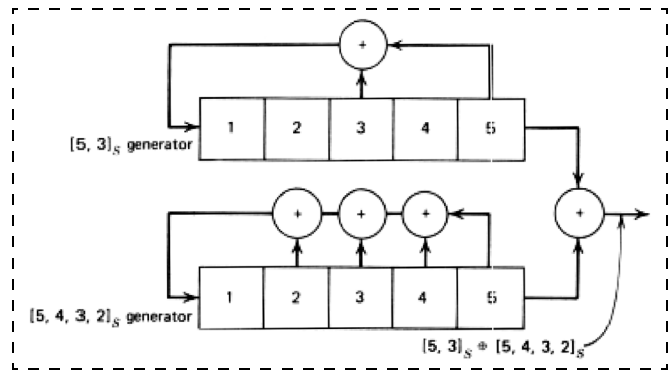 +
1 2 3 4 5
[5, 3]S generator
+ + + +
1 2 3 4 5
[5, 4, 3, 2]S generator
[5, 3]S ⊕ [5, 4, 3, 2]S